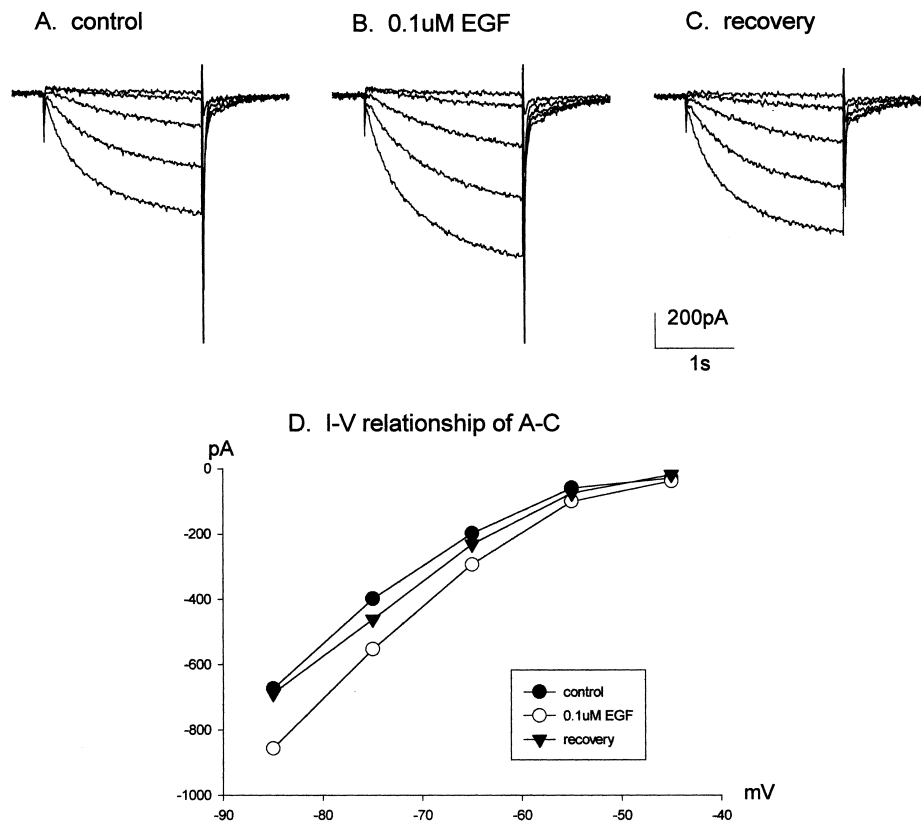 A. control
B. 0.1uM EGF
C. recovery
200pA
1s
D. I-V relationship of A-C
pA
0
-200
-400
-600
-800
-1000
control
0.1uM EGF
recovery
-90
-80
-70
-60
-50
-40
mV